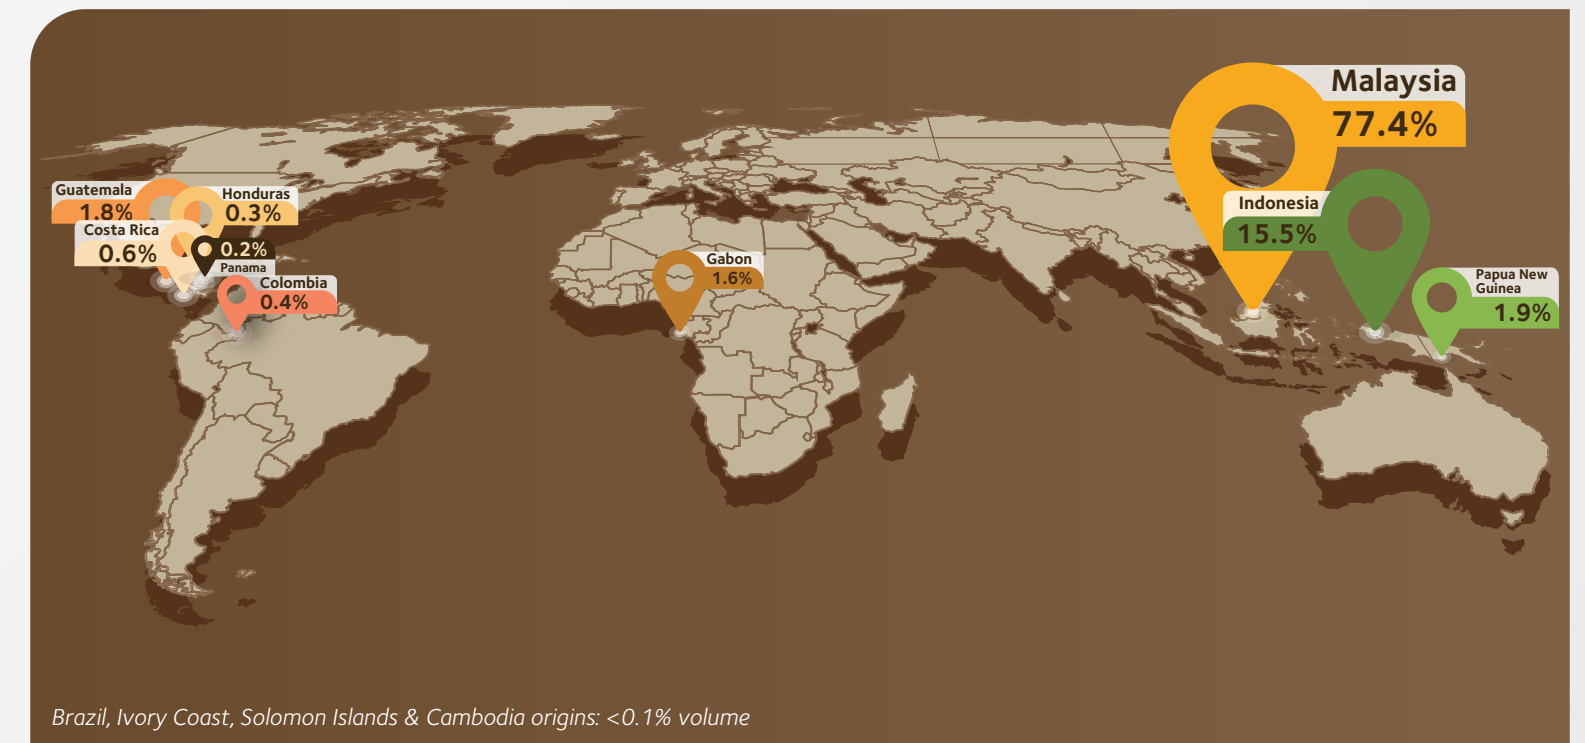 Malaysia
77.4%
Guatemala
1.8%
Honduras
0.3%
Indonesia
15.5%
Costa Rica
0.6%
0.2%
Panama
Gabon
1.6%
Colombia
0.4%
Papua New
Guinea
1.9%
Brazil, Ivory Coast, Solomon Islands & Cambodia origins: <0.1% volume